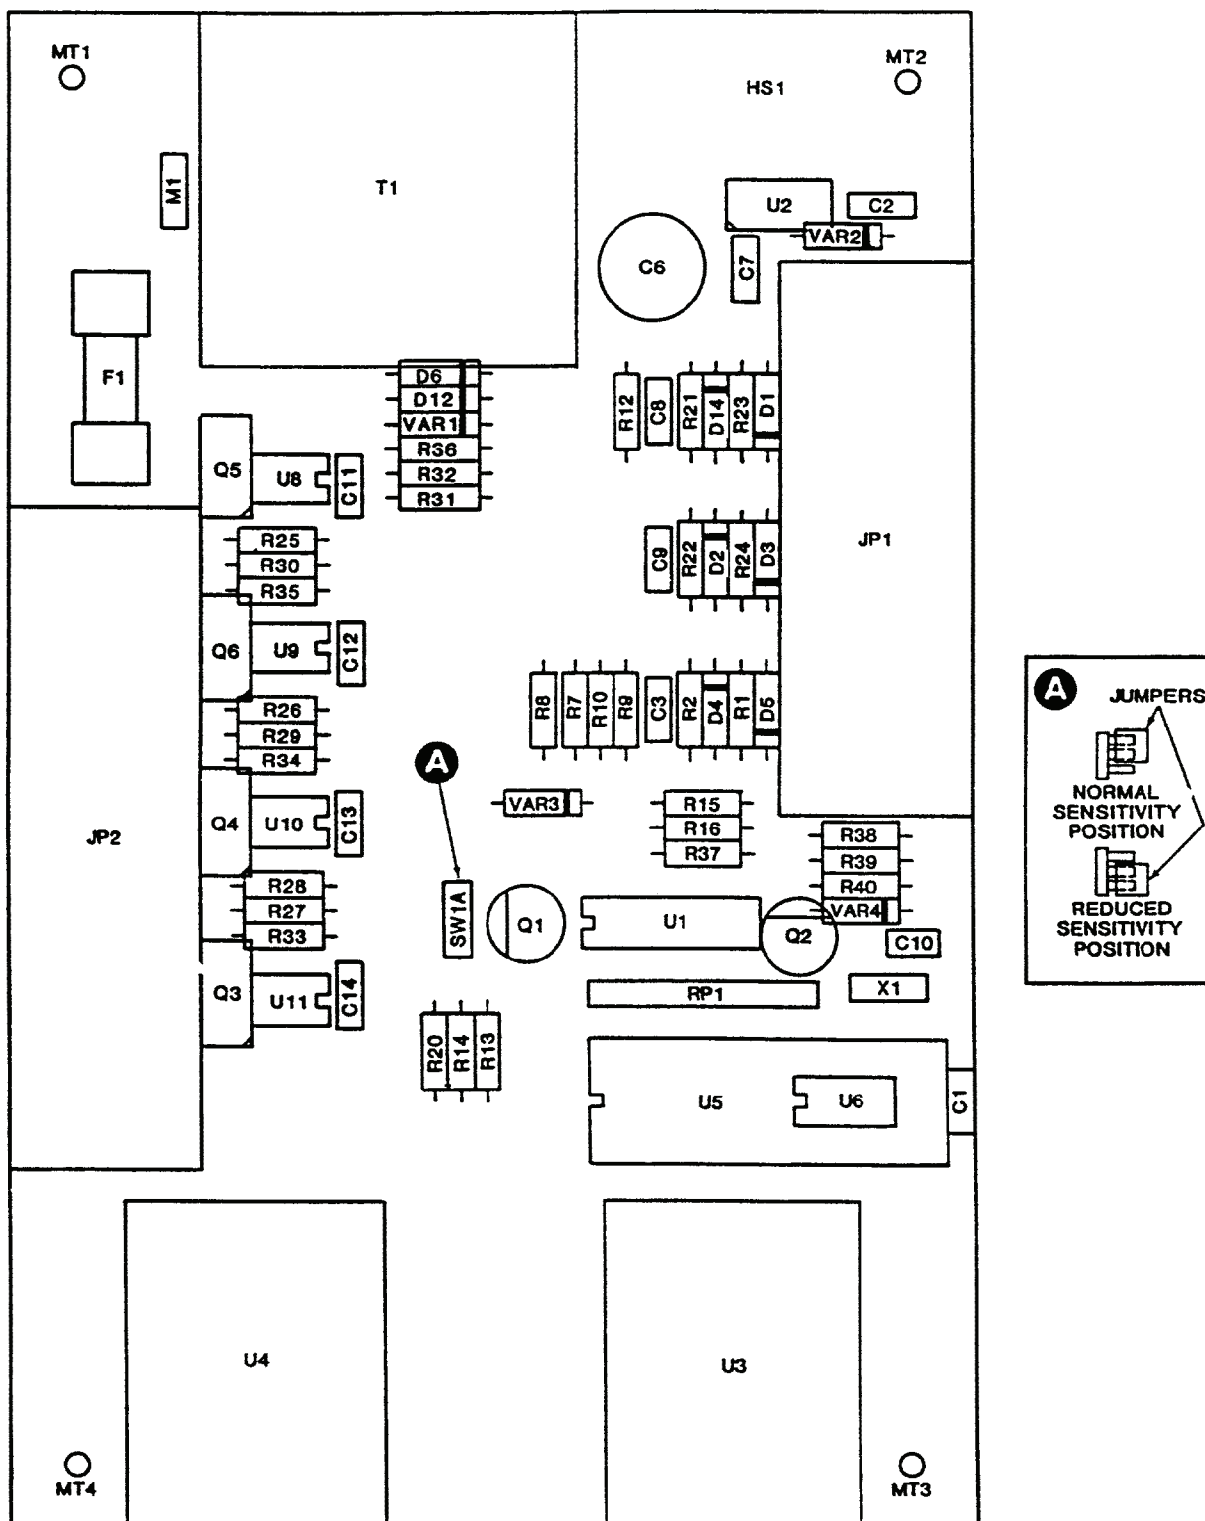 MT1
MT2
HS1
M1
T1
U2
C2
VAR2
C6
C7
F1
D6
D12
VAR1
R36
R32
R31
R12
C8
R21
D14
R23
D1
Q5
U8
C11
R25
R30
R35
C9
R22
D2
R24
D3
JP1
Q6
U9
C12
R26
R29
R34
R8
R7
R10
R9
C3
R2
D4
R1
D5
A
JP2
Q4
U10
C13
VAR3
R15
R16
R37
R38
R39
R40
VAR4
R28
R27
R33
SW1A
Q1
U1
Q2
C10
Q3
U11
C14
RP1
X1
R20
R14
R13
U5
U6
C1
U4
U3
MT4
MT3
A
JUMPERS
NORMAL
SENSITIVITY
POSITION
REDUCED
SENSITIVITY
POSITION